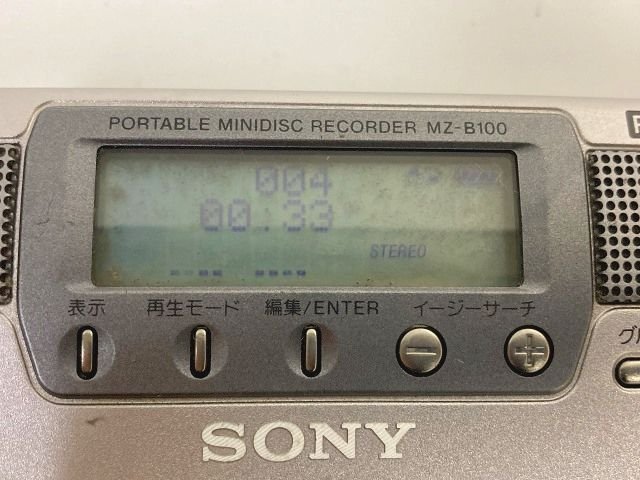 PORTABLE MINIDISC RECORDER MZ-B100
004
00.33
STEREO
表示 再生モード 編集/ENTER イージーサーチ
− +
SONY